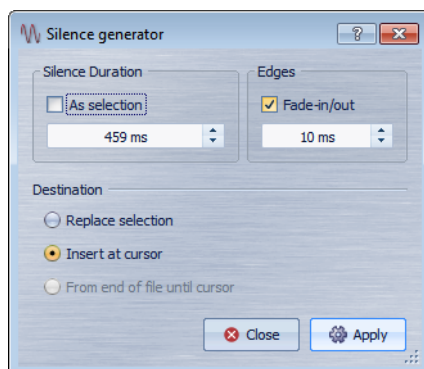 Silence generator
Silence Duration
As selection
459 ms
Edges
Fade-in/out
10 ms
Destination
Replace selection
Insert at cursor
From end of file until cursor
Close
Apply